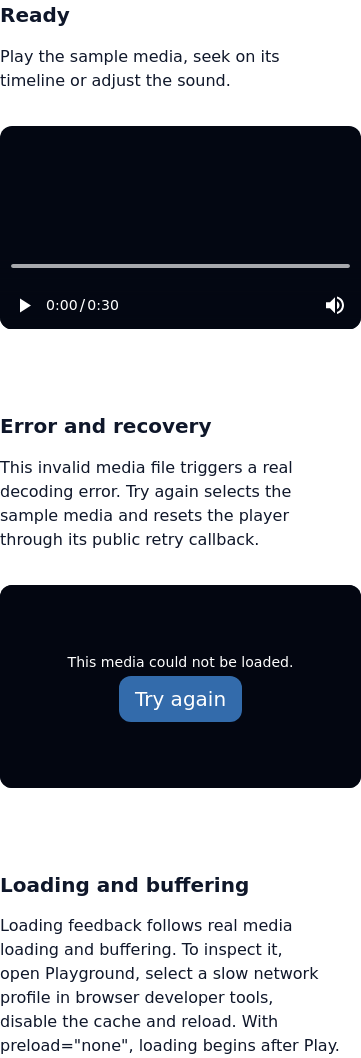 Ready
Play the sample media, seek on its
timeline or adjust the sound.
0:00/0:30
Error and recovery
This invalid media file triggers a real
decoding error. Try again selects the
sample media and resets the player
through its public retry callback.
This media could not be loaded.
Try again
Loading and buffering
Loading feedback follows real media
loading and buffering. To inspect it,
open Playground, select a slow network
profile in browser developer tools,
disable the cache and reload. With
preload="none", loading begins after Play.